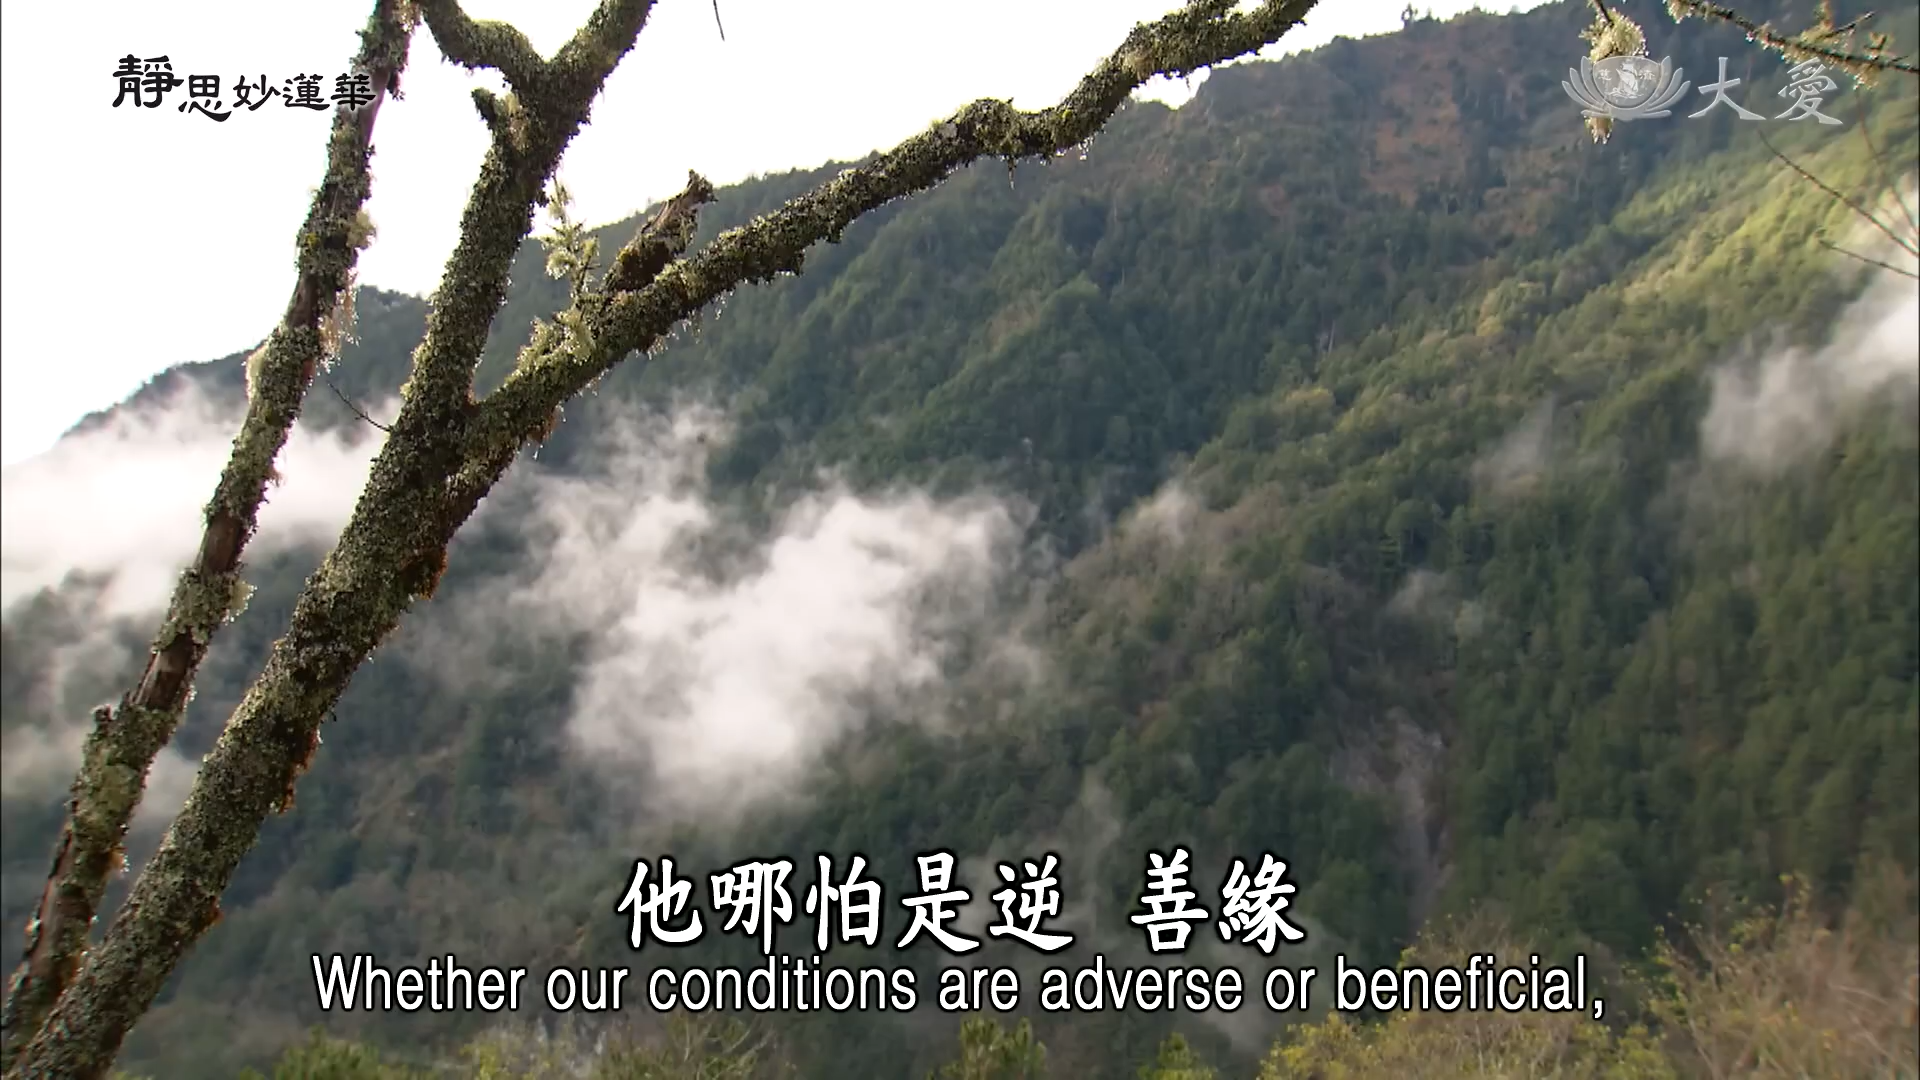 靜思妙蓮華
大愛
他哪怕是逆 善緣
Whether our conditions are adverse or beneficial,